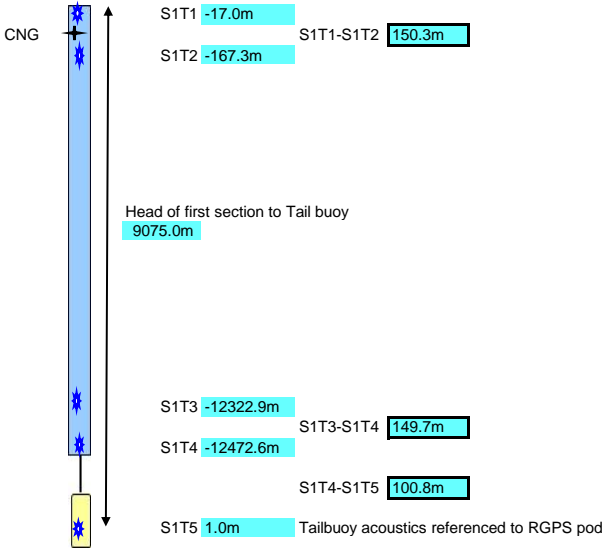 S1T1 -17.0m
CNG S1T1-S1T2 150.3m
S1T2 -167.3m
Head of first section to Tail buoy
9075.0m
S1T3 -12322.9m
S1T3-S1T4 149.7m
S1T4 -12472.6m
S1T4-S1T5 100.8m
S1T5 1.0m Tailbuoy acoustics referenced to RGPS pod